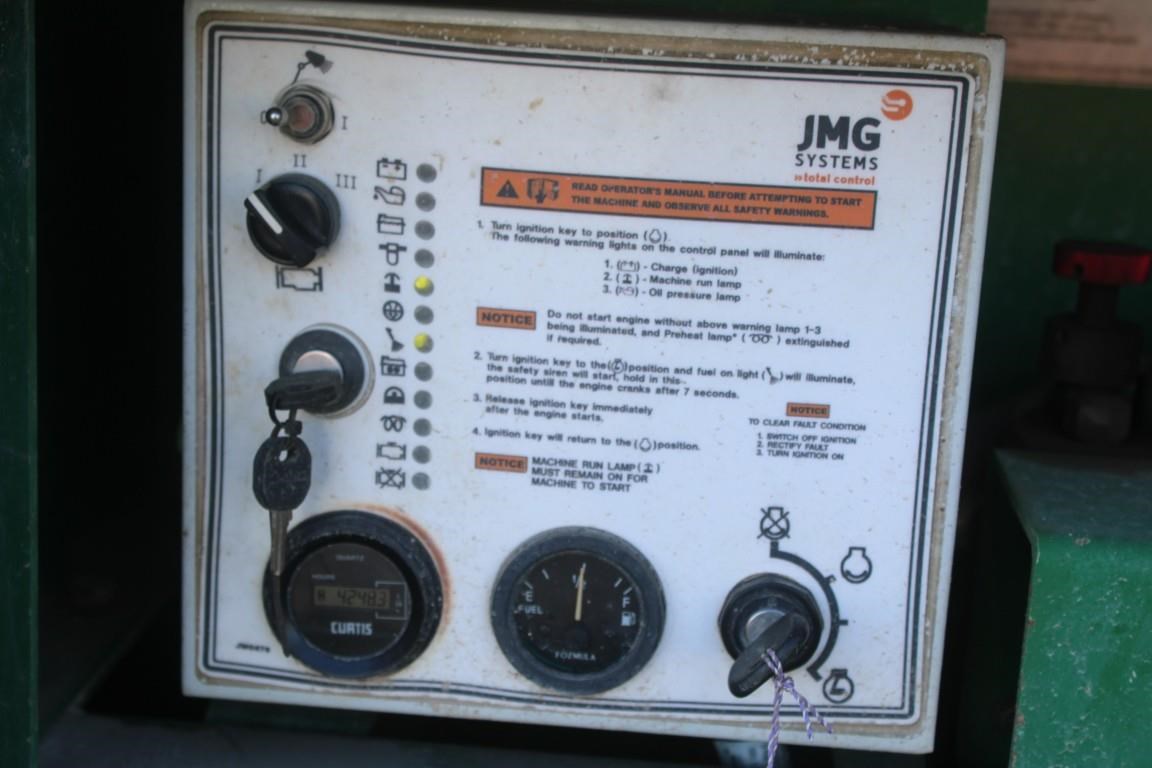 I
II
I
III
JMG
SYSTEMS
»total control
READ OPERATOR'S MANUAL BEFORE ATTEMPTING TO START
THE MACHINE AND OBSERVE ALL SAFETY WARNINGS.
1. Turn ignition key to position ( ).
The following warning lights on the control panel will illuminate:
1. ( ) - Charge (ignition)
2. ( ) - Machine run lamp
3. ( ) - Oil pressure lamp
NOTICE
Do not start engine without above warning lamp 1-3
being illuminated, and Preheat lamp* ( ) extinguished
if required.
2. Turn ignition key to the ( ) position and fuel on light ( ) will illuminate,
the safety siren will start, hold in this
position untill the engine cranks after 7 seconds.
3. Release ignition key immediately
after the engine starts.
4. Ignition key will return to the ( ) position.
NOTICE
MACHINE RUN LAMP ( )
MUST REMAIN ON FOR
MACHINE TO START
NOTICE
TO CLEAR FAULT CONDITION
1. SWITCH OFF IGNITION
2. RECTIFY FAULT
3. TURN IGNITION ON
QUARTZ
HOURS
4248.3
CURTIS
E
F
FUEL
FOZMULA